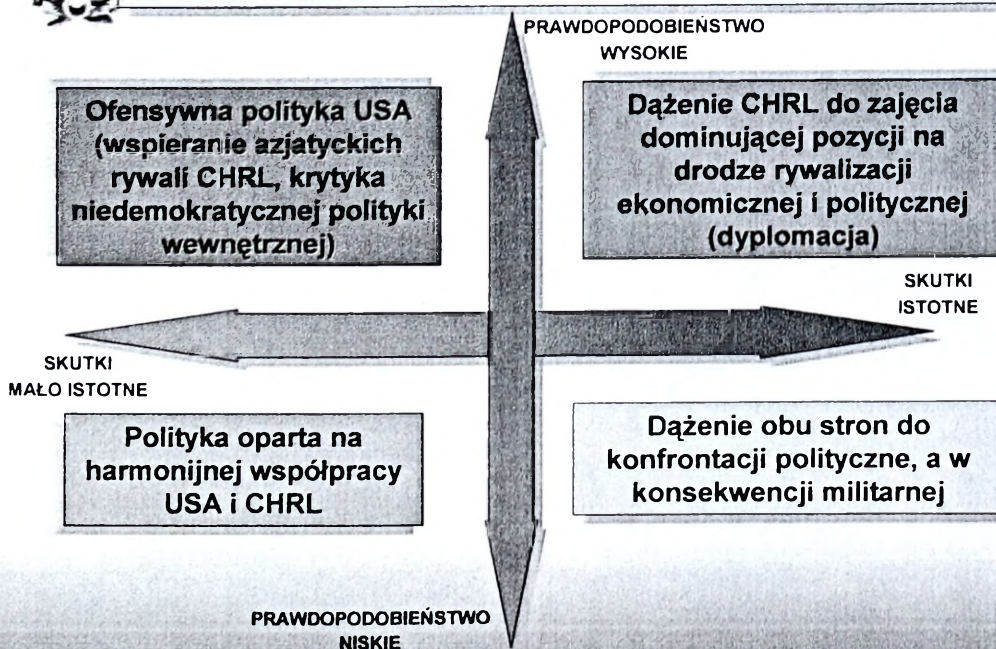 PRAWDOPODOBIEŃSTWO
WYSOKIE
Ofensywna polityka USA
(wspieranie azjatyckich
rywali CHRL, krytyka
niedemokratycznej polityki
wewnętrznej)
Dążenie CHRL do zajęcia
dominującej pozycji na
drodze rywalizacji
ekonomicznej i politycznej
(dyplomacja)
SKUTKI
ISTOTNE
SKUTKI
MAŁO ISTOTNE
Polityka oparta na
harmonijnej współpracy
USA i CHRL
Dążenie obu stron do
konfrontacji polityczne, a w
konsekwencji militarnej
PRAWDOPODOBIEŃSTWO
NISKIE